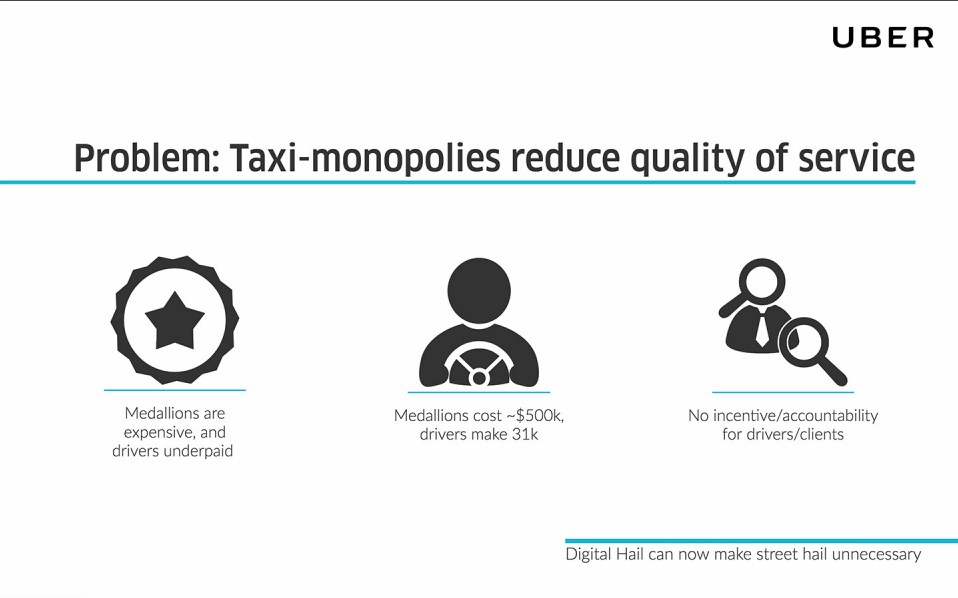 UBER
Problem: Taxi-monopolies reduce quality of service
Medallions are
expensive, and
drivers underpaid
Medallions cost ~$500k,
drivers make 31k
No incentive/accountability
for drivers/clients
Digital Hail can now make street hail unnecessary